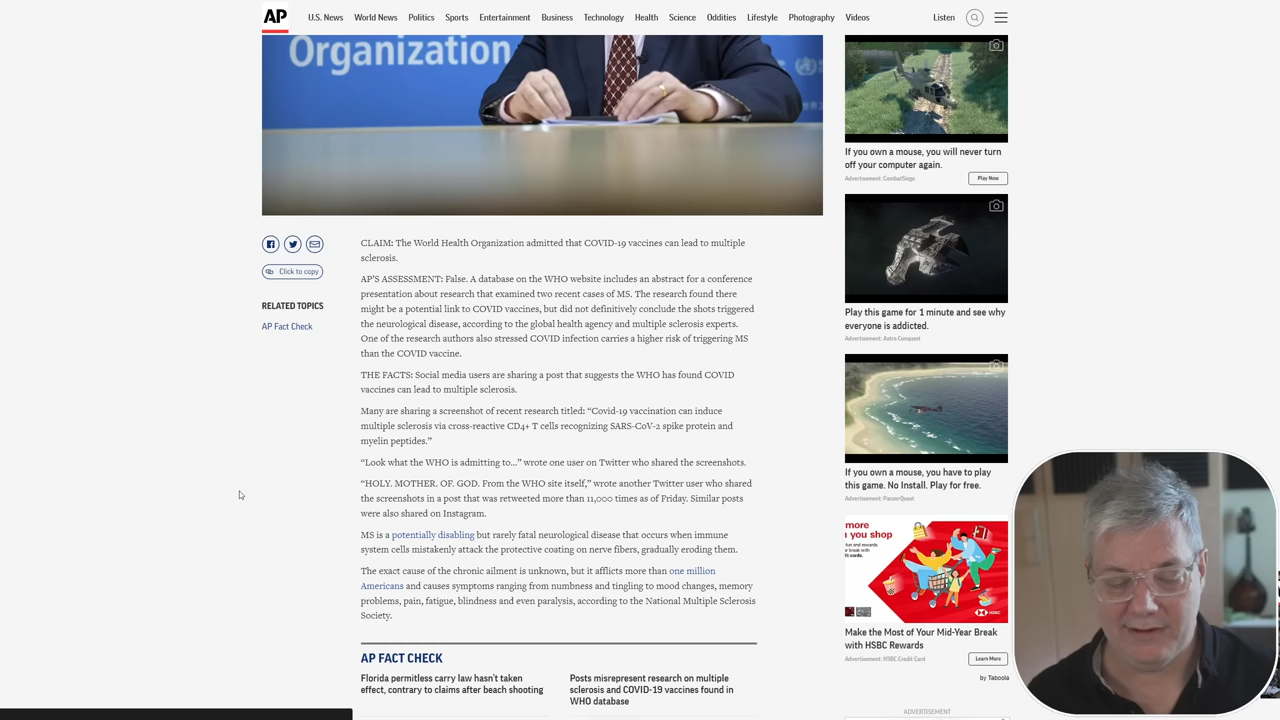 AP
U.S. News
World News
Politics
Sports
Entertainment
Business
Technology
Health
Science
Oddities
Lifestyle
Photography
Videos
Listen
Organization
If you own a mouse, you will never turn
off your computer again.
Advertisement: CombatSiege
Play Now
Play this game for 1 minute and see why
everyone is addicted.
Advertisement: Astro Conquest
If you own a mouse, you have to play
this game. No Install. Play for free.
Advertisement: PanzerQuest
more
you shop
HSBC
Make the Most of Your Mid-Year Break
with HSBC Rewards
Advertisement: HSBC Credit Card
Learn More
by Taboola
ADVERTISEMENT
Click to copy
RELATED TOPICS
AP Fact Check
CLAIM: The World Health Organization admitted that COVID-19 vaccines can lead to multiple
sclerosis.
AP'S ASSESSMENT: False. A database on the WHO website includes an abstract for a conference
presentation about research that examined two recent cases of MS. The research found there
might be a potential link to COVID vaccines, but did not definitively conclude the shots triggered
the neurological disease, according to the global health agency and multiple sclerosis experts.
One of the research authors also stressed COVID infection carries a higher risk of triggering MS
than the COVID vaccine.
THE FACTS: Social media users are sharing a post that suggests the WHO has found COVID
vaccines can lead to multiple sclerosis.
Many are sharing a screenshot of recent research titled: “Covid-19 vaccination can induce
multiple sclerosis via cross-reactive CD4+ T cells recognizing SARS-CoV-2 spike protein and
myelin peptides.”
“Look what the WHO is admitting to...” wrote one user on Twitter who shared the screenshots.
“HOLY. MOTHER. OF. GOD. From the WHO site itself,” wrote another Twitter user who shared
the screenshots in a post that was retweeted more than 11,000 times as of Friday. Similar posts
were also shared on Instagram.
MS is a potentially disabling but rarely fatal neurological disease that occurs when immune
system cells mistakenly attack the protective coating on nerve fibers, gradually eroding them.
The exact cause of the chronic ailment is unknown, but it afflicts more than one million
Americans and causes symptoms ranging from numbness and tingling to mood changes, memory
problems, pain, fatigue, blindness and even paralysis, according to the National Multiple Sclerosis
Society.
AP FACT CHECK
Florida permitless carry law hasn't taken
effect, contrary to claims after beach shooting
Posts misrepresent research on multiple
sclerosis and COVID-19 vaccines found in
WHO database